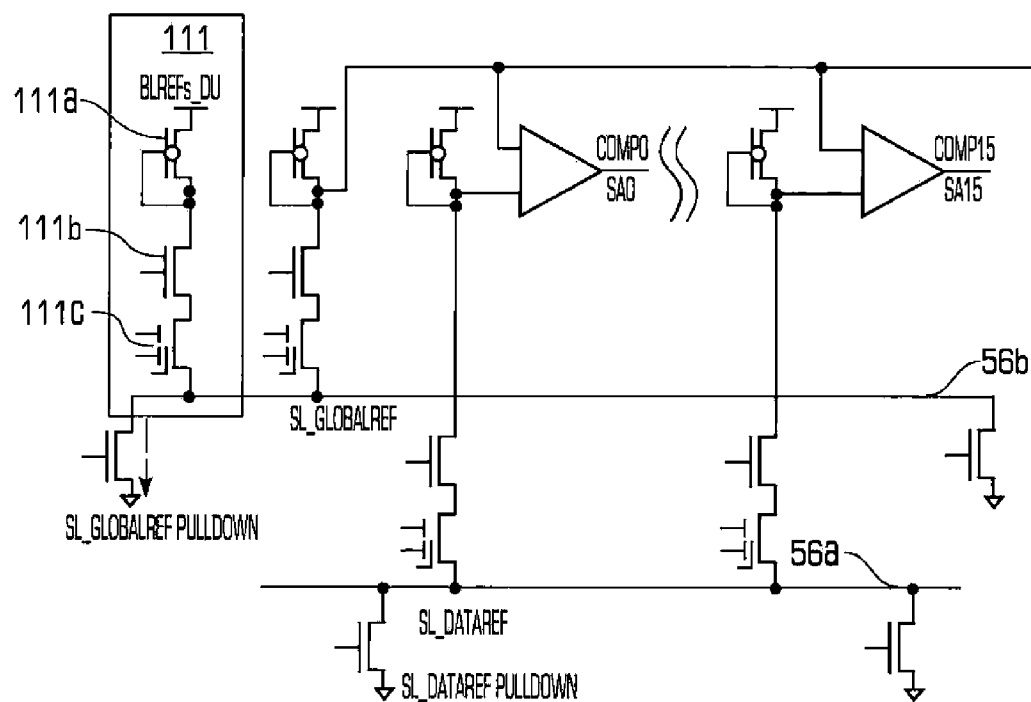 111
BLREFs_DU
111a
COMP0
SA0
COMP15
SA15
111b
111c
56b
SL_GLOBALREF
SL_GLOBALREF PULLDOWN
56a
SL_DATAREF
SL_DATAREF PULLDOWN